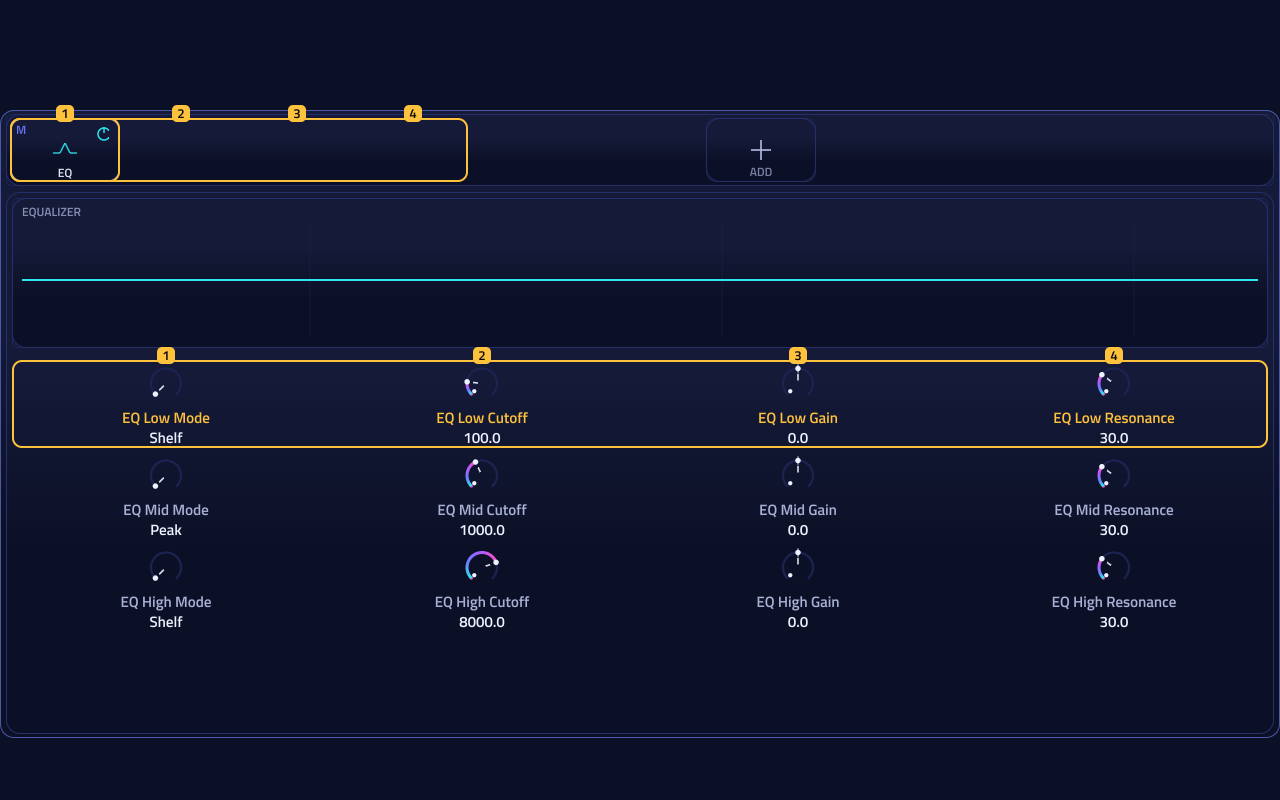 1 2 3 4
M
EQ
ADD
EQUALIZER
1 2 3 4
EQ Low Mode EQ Low Cutoff EQ Low Gain EQ Low Resonance
Shelf 100.0 0.0 30.0
EQ Mid Mode EQ Mid Cutoff EQ Mid Gain EQ Mid Resonance
Peak 1000.0 0.0 30.0
EQ High Mode EQ High Cutoff EQ High Gain EQ High Resonance
Shelf 8000.0 0.0 30.0